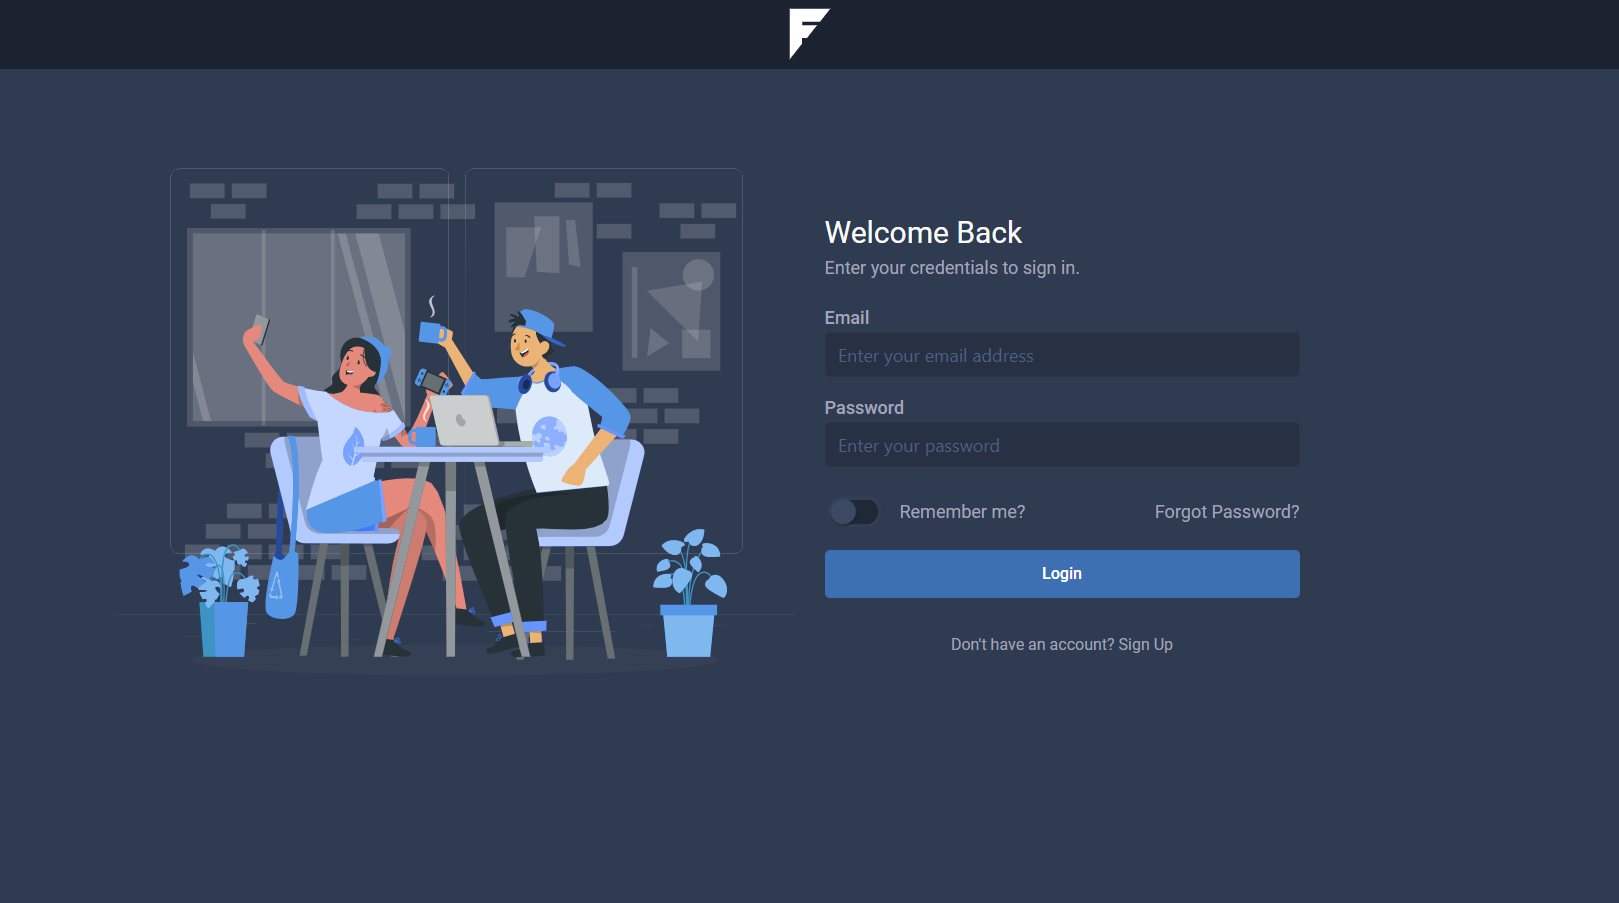 F
Welcome Back
Enter your credentials to sign in.
Email
Enter your email address
Password
Enter your password
Remember me? Forgot Password?
Login
Don't have an account? Sign Up